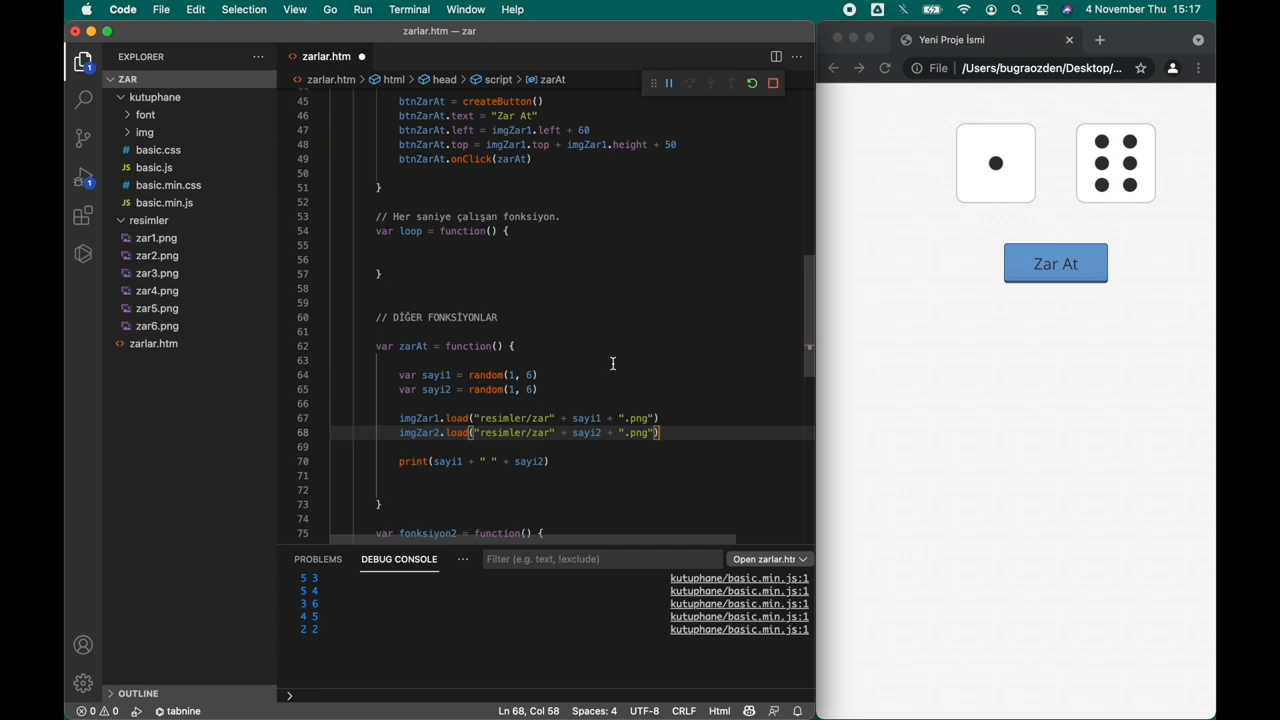 Code File Edit Selection View Go Run Terminal Window Help
4 November Thu 15:17
zarlar.htm — zar
EXPLORER
ZAR
kutuphane
font
img
# basic.css
JS basic.js
# basic.min.css
JS basic.min.js
resimler
zar1.png
zar2.png
zar3.png
zar4.png
zar5.png
zar6.png
<> zarlar.htm
OUTLINE
1
1
<> zarlar.htm
<> zarlar.htm > html > head > script > zarAt
45 btnZarAt = createButton()
46 btnZarAt.text = "Zar At"
47 btnZarAt.left = imgZar1.left + 60
48 btnZarAt.top = imgZar1.top + imgZar1.height + 50
49 btnZarAt.onClick(zarAt)
50
51 }
52
53 // Her saniye çalışan fonksiyon.
54 var loop = function() {
55
56
57 }
58
59
60 // DİĞER FONKSİYONLAR
61
62 var zarAt = function() {
63
64 var sayi1 = random(1, 6)
65 var sayi2 = random(1, 6)
66
67 imgZar1.load("resimler/zar" + sayi1 + ".png")
68 imgZar2.load("resimler/zar" + sayi2 + ".png")
69
70 print(sayi1 + " " + sayi2)
71
72
73 }
74
75 var fonksiyon2 = function() {
PROBLEMS DEBUG CONSOLE ··· Filter (e.g. text, !exclude) Open zarlar.htr
5 3 kutuphane/basic.min.js:1
5 4 kutuphane/basic.min.js:1
3 6 kutuphane/basic.min.js:1
4 5 kutuphane/basic.min.js:1
2 2 kutuphane/basic.min.js:1
>
0 0 tabnine Ln 68, Col 58 Spaces: 4 UTF-8 CRLF Html
Yeni Proje İsmi
File | /Users/bugraozden/Desktop/...
Zar At